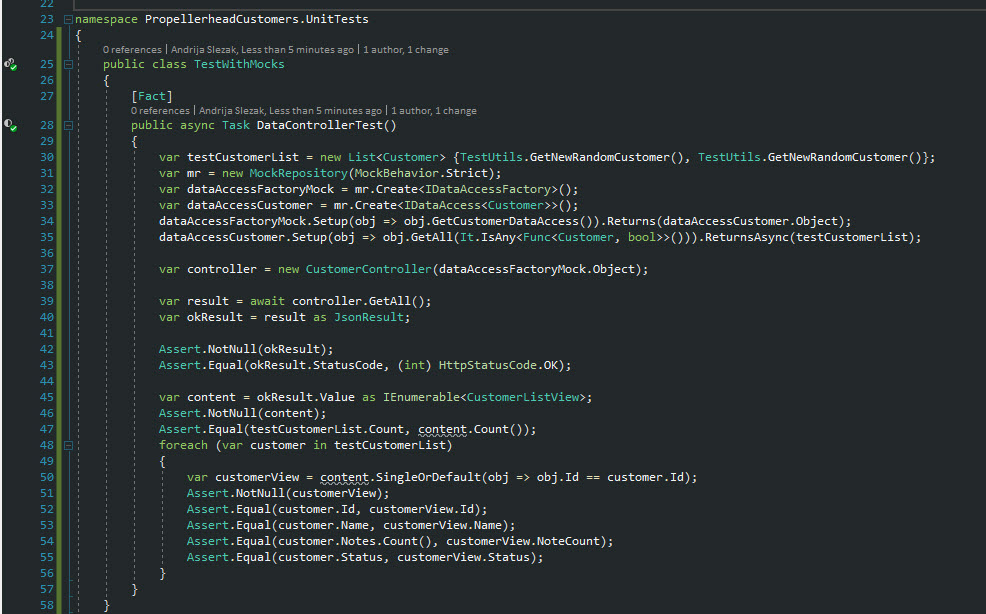 22
23 namespace PropellerheadCustomers.UnitTests
24 {
0 references | Andrija Slezak, Less than 5 minutes ago | 1 author, 1 change
25 public class TestWithMocks
26 {
27 [Fact]
0 references | Andrija Slezak, Less than 5 minutes ago | 1 author, 1 change
28 public async Task DataControllerTest()
29 {
30 var testCustomerList = new List<Customer> {TestUtils.GetNewRandomCustomer(), TestUtils.GetNewRandomCustomer()};
31 var mr = new MockRepository(MockBehavior.Strict);
32 var dataAccessFactoryMock = mr.Create<IDataAccessFactory>();
33 var dataAccessCustomer = mr.Create<IDataAccess<Customer>>();
34 dataAccessFactoryMock.Setup(obj => obj.GetCustomerDataAccess()).Returns(dataAccessCustomer.Object);
35 dataAccessCustomer.Setup(obj => obj.GetAll(It.IsAny<Func<Customer, bool>>())).ReturnsAsync(testCustomerList);
36
37 var controller = new CustomerController(dataAccessFactoryMock.Object);
38
39 var result = await controller.GetAll();
40 var okResult = result as JsonResult;
41
42 Assert.NotNull(okResult);
43 Assert.Equal(okResult.StatusCode, (int) HttpStatusCode.OK);
44
45 var content = okResult.Value as IEnumerable<CustomerListView>;
46 Assert.NotNull(content);
47 Assert.Equal(testCustomerList.Count, content.Count());
48 foreach (var customer in testCustomerList)
49 {
50 var customerView = content.SingleOrDefault(obj => obj.Id == customer.Id);
51 Assert.NotNull(customerView);
52 Assert.Equal(customer.Id, customerView.Id);
53 Assert.Equal(customer.Name, customerView.Name);
54 Assert.Equal(customer.Notes.Count(), customerView.NoteCount);
55 Assert.Equal(customer.Status, customerView.Status);
56 }
57 }
58 }